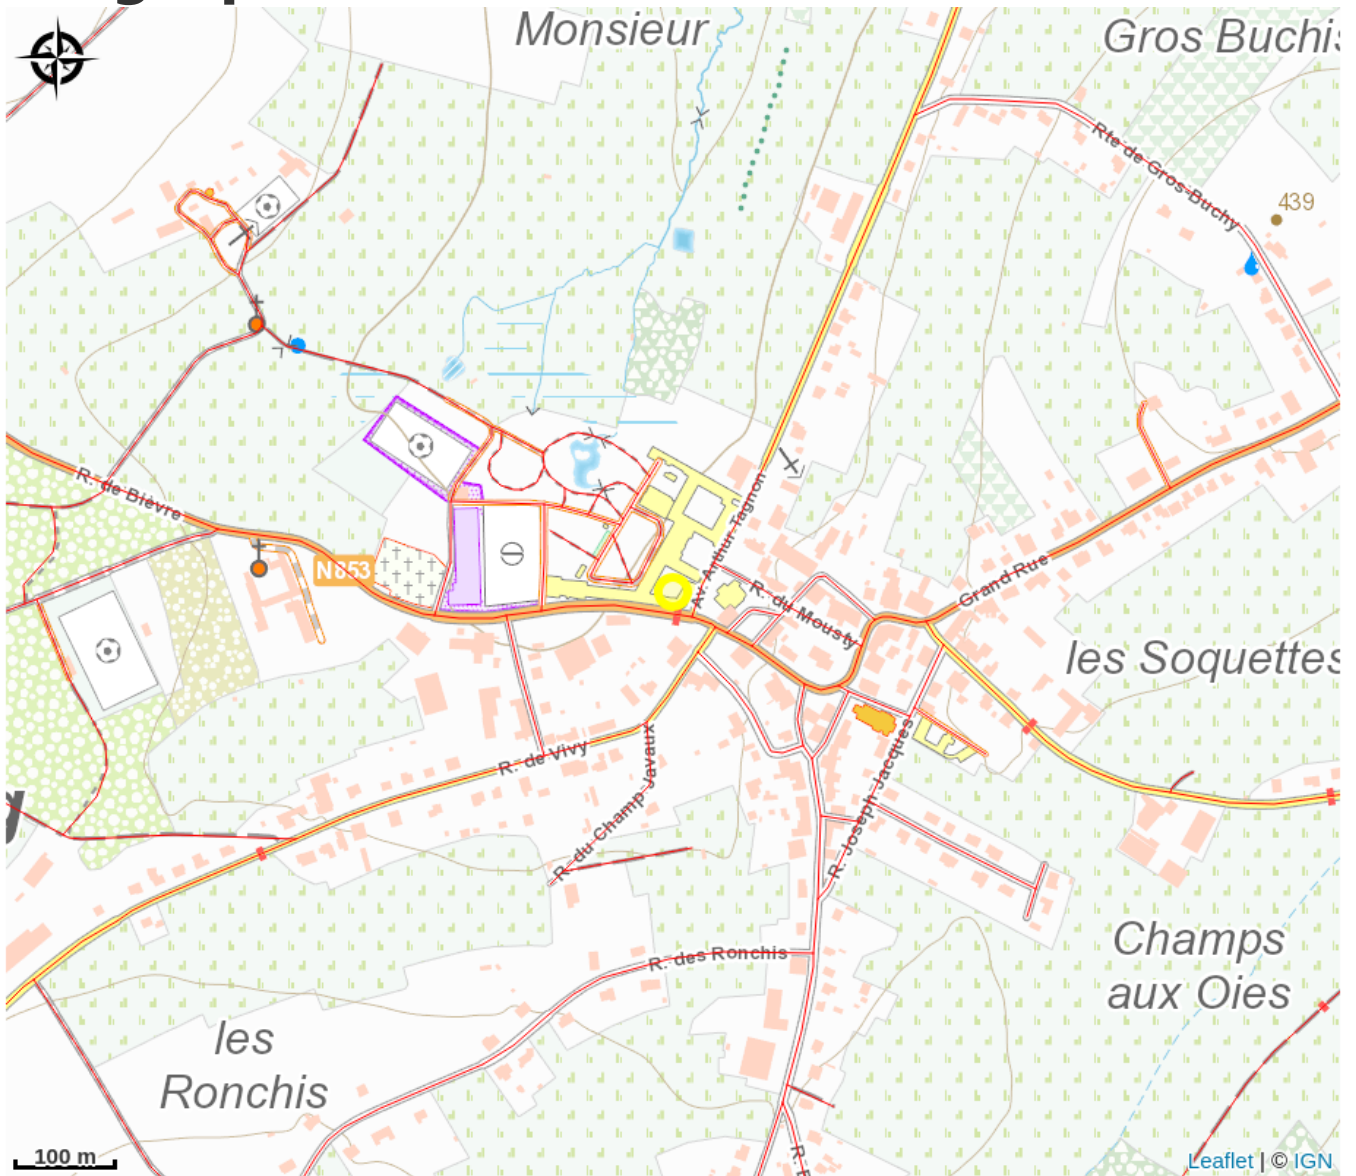 Monsieur
Gros Buchis
Rte de Gros-Buchy
439
R. de Bièvre
Av. Arthur Tagnon
N853
R. du Mousty
Grand Rue
les Soquettes
R. de Vivy
R. du Champ Javaux
R. Joseph Jacques
R. des Ronchis
Champs
aux Oies
les
Ronchis
100 m
Leaflet | © IGN